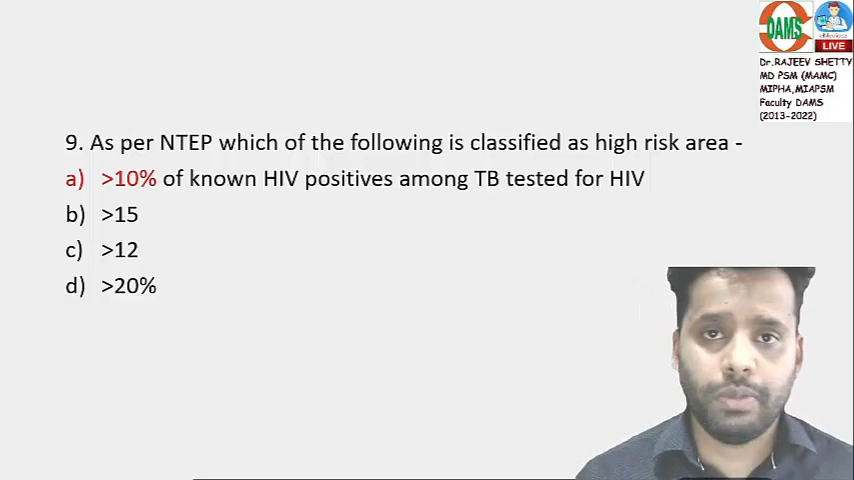 DAMS
eMedicoz
LIVE
Dr.RAJEEV SHETTY
MD PSM (MAMC)
MIPHA,MIAPSM
Faculty DAMS
(2013-2022)
9. As per NTEP which of the following is classified as high risk area -
a) >10% of known HIV positives among TB tested for HIV
b) >15
c) >12
d) >20%